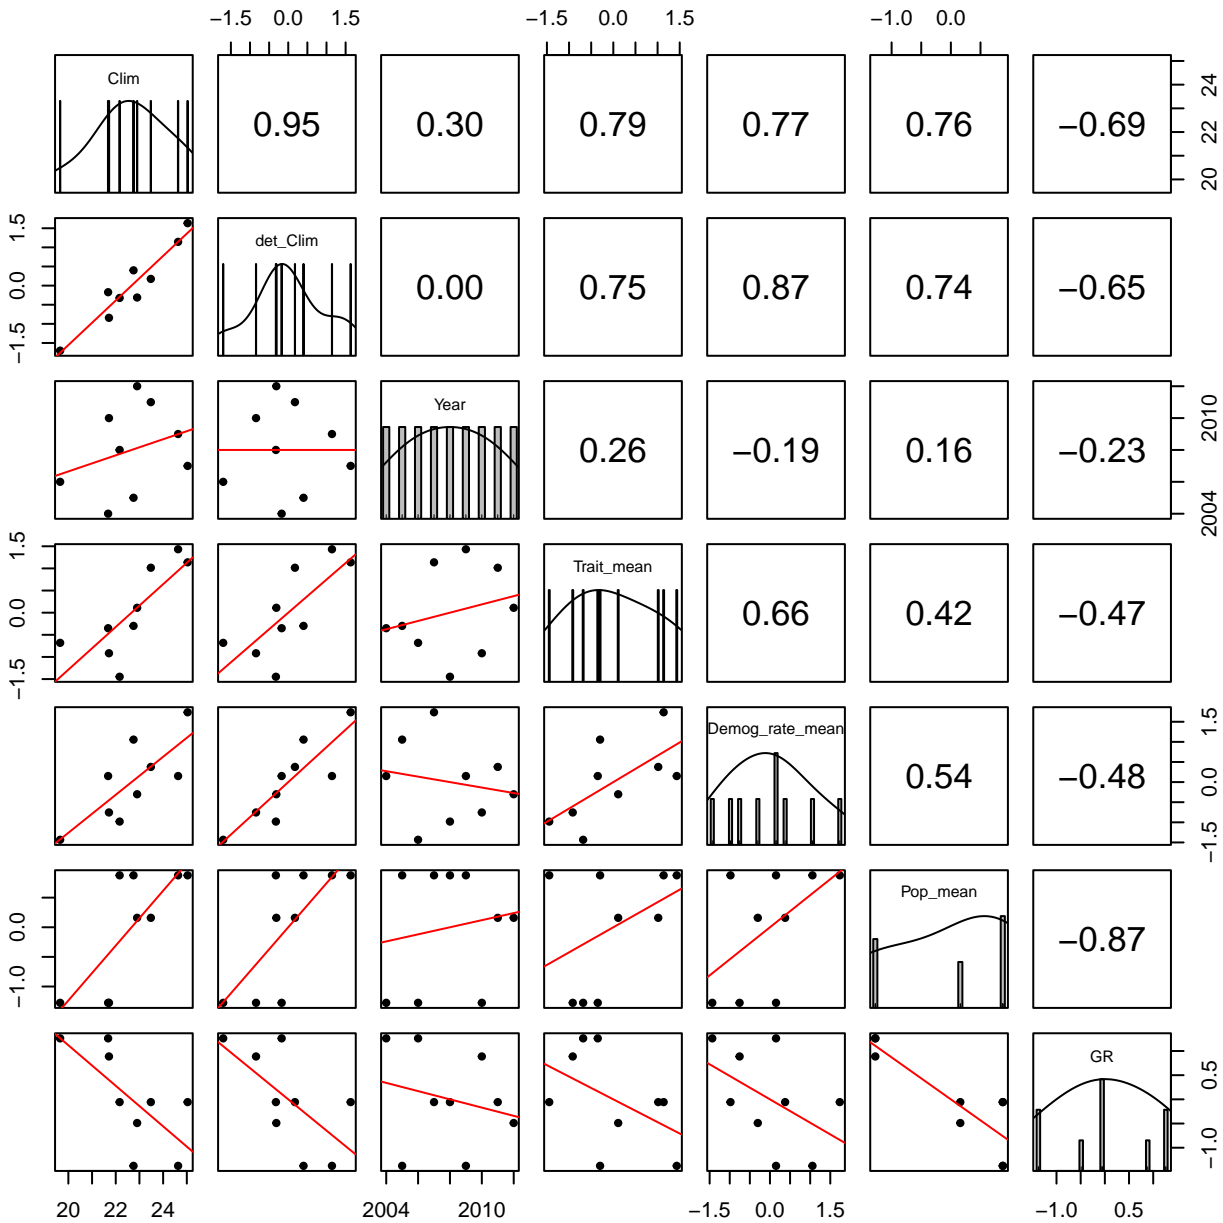 −1.5 0.0 1.5 −1.5 0.0 1.5 −1.0 0.0
Clim 0.95 0.30 0.79 0.77 0.76 −0.69
24
22
20
1.5
0.0
−1.5
det_Clim 0.00 0.75 0.87 0.74 −0.65
Year 0.26 −0.19 0.16 −0.23
2010
2004
1.5
0.0
−1.5
Trait_mean 0.66 0.42 −0.47
Demog_rate_mean 0.54 −0.48
1.5
0.0
−1.5
0.0
−1.0
Pop_mean −0.87
GR
0.5
−1.0
20 22 24 2004 2010 −1.5 0.0 1.5 −1.0 0.5